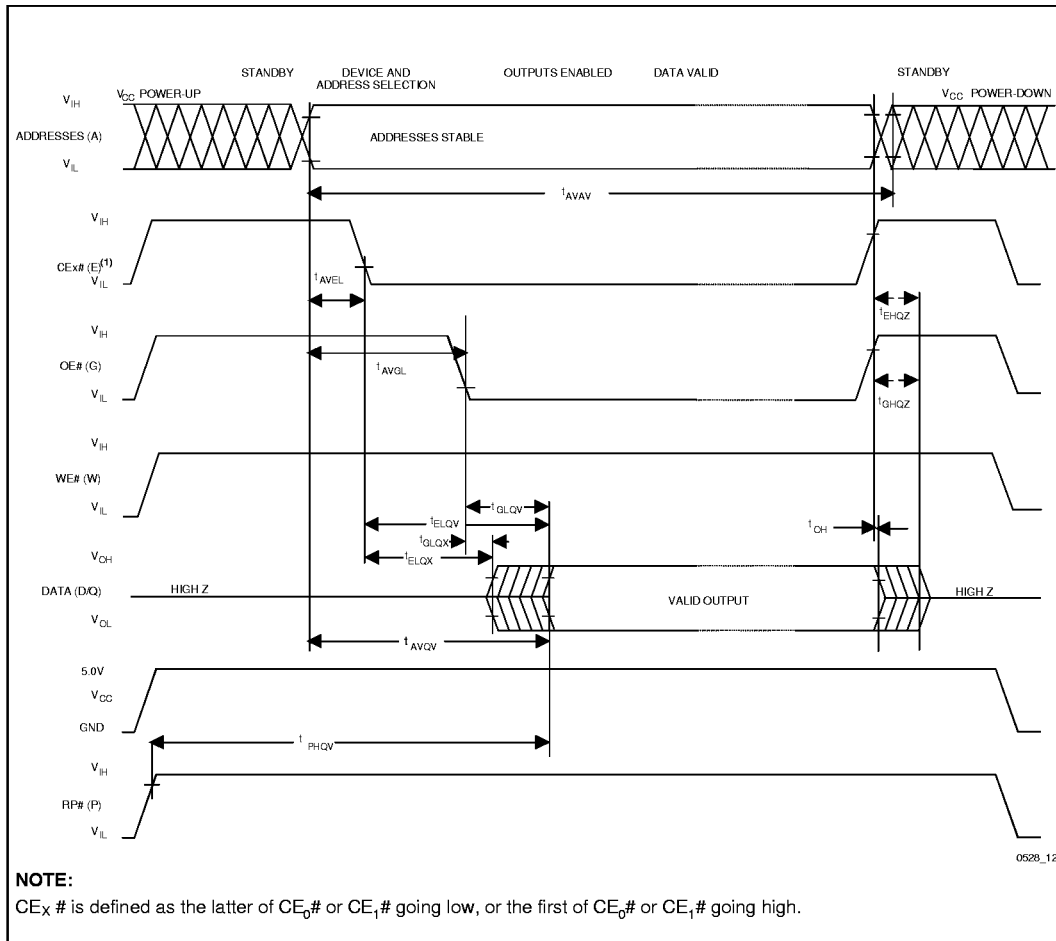 STANDBY DEVICE AND ADDRESS SELECTION OUTPUTS ENABLED DATA VALID STANDBY
VIH VCC POWER-UP VCC POWER-DOWN
ADDRESSES (A) ADDRESSES STABLE
VIL
tAVAV
VIH
CEx# (E)(1)
VIL
tAVEL
tEHQZ
VIH
OE# (G)
tAVGL
VIL
tGHQZ
VIH
WE# (W)
VIL
tGLQV
tELQV
tOH
tGLQX
VOH
tELQX
DATA (D/Q) HIGH Z VALID OUTPUT HIGH Z
VOL
tAVQV
5.0V
VCC
GND
t PHQV
VIH
RP# (P)
VIL
0528_12
NOTE:
CEX # is defined as the latter of CE0# or CE1# going low, or the first of CE0# or CE1# going high.